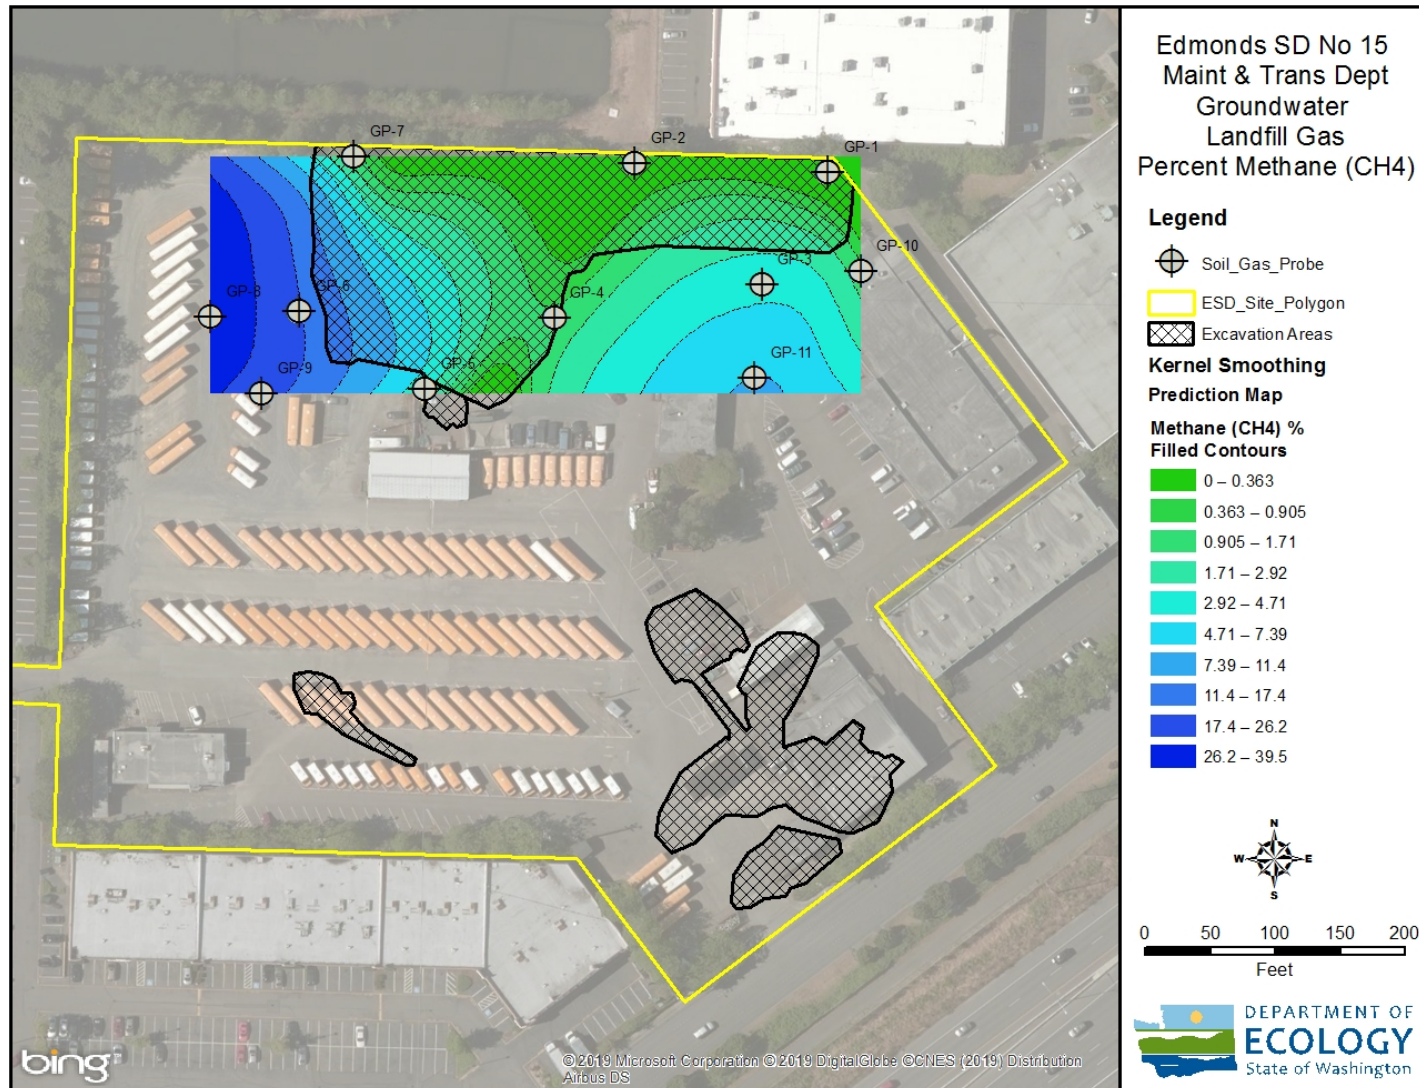 Edmonds SD No 15
Maint & Trans Dept
Groundwater
Landfill Gas
Percent Methane (CH4)
Legend
Soil_Gas_Probe
ESD_Site_Polygon
Excavation Areas
Kernel Smoothing
Prediction Map
Methane (CH4) %
Filled Contours
0 – 0.363
0.363 – 0.905
0.905 – 1.71
1.71 – 2.92
2.92 – 4.71
4.71 – 7.39
7.39 – 11.4
11.4 – 17.4
17.4 – 26.2
26.2 – 39.5
N
W E
S
0 50 100 150 200
Feet
DEPARTMENT OF
ECOLOGY
State of Washington
GP-7
GP-2
GP-1
GP-10
GP-3
GP-8
GP-6
GP-4
GP-11
GP-9
GP-5
bing
© 2019 Microsoft Corporation © 2019 DigitalGlobe ©CNES (2019) Distribution
Airbus DS